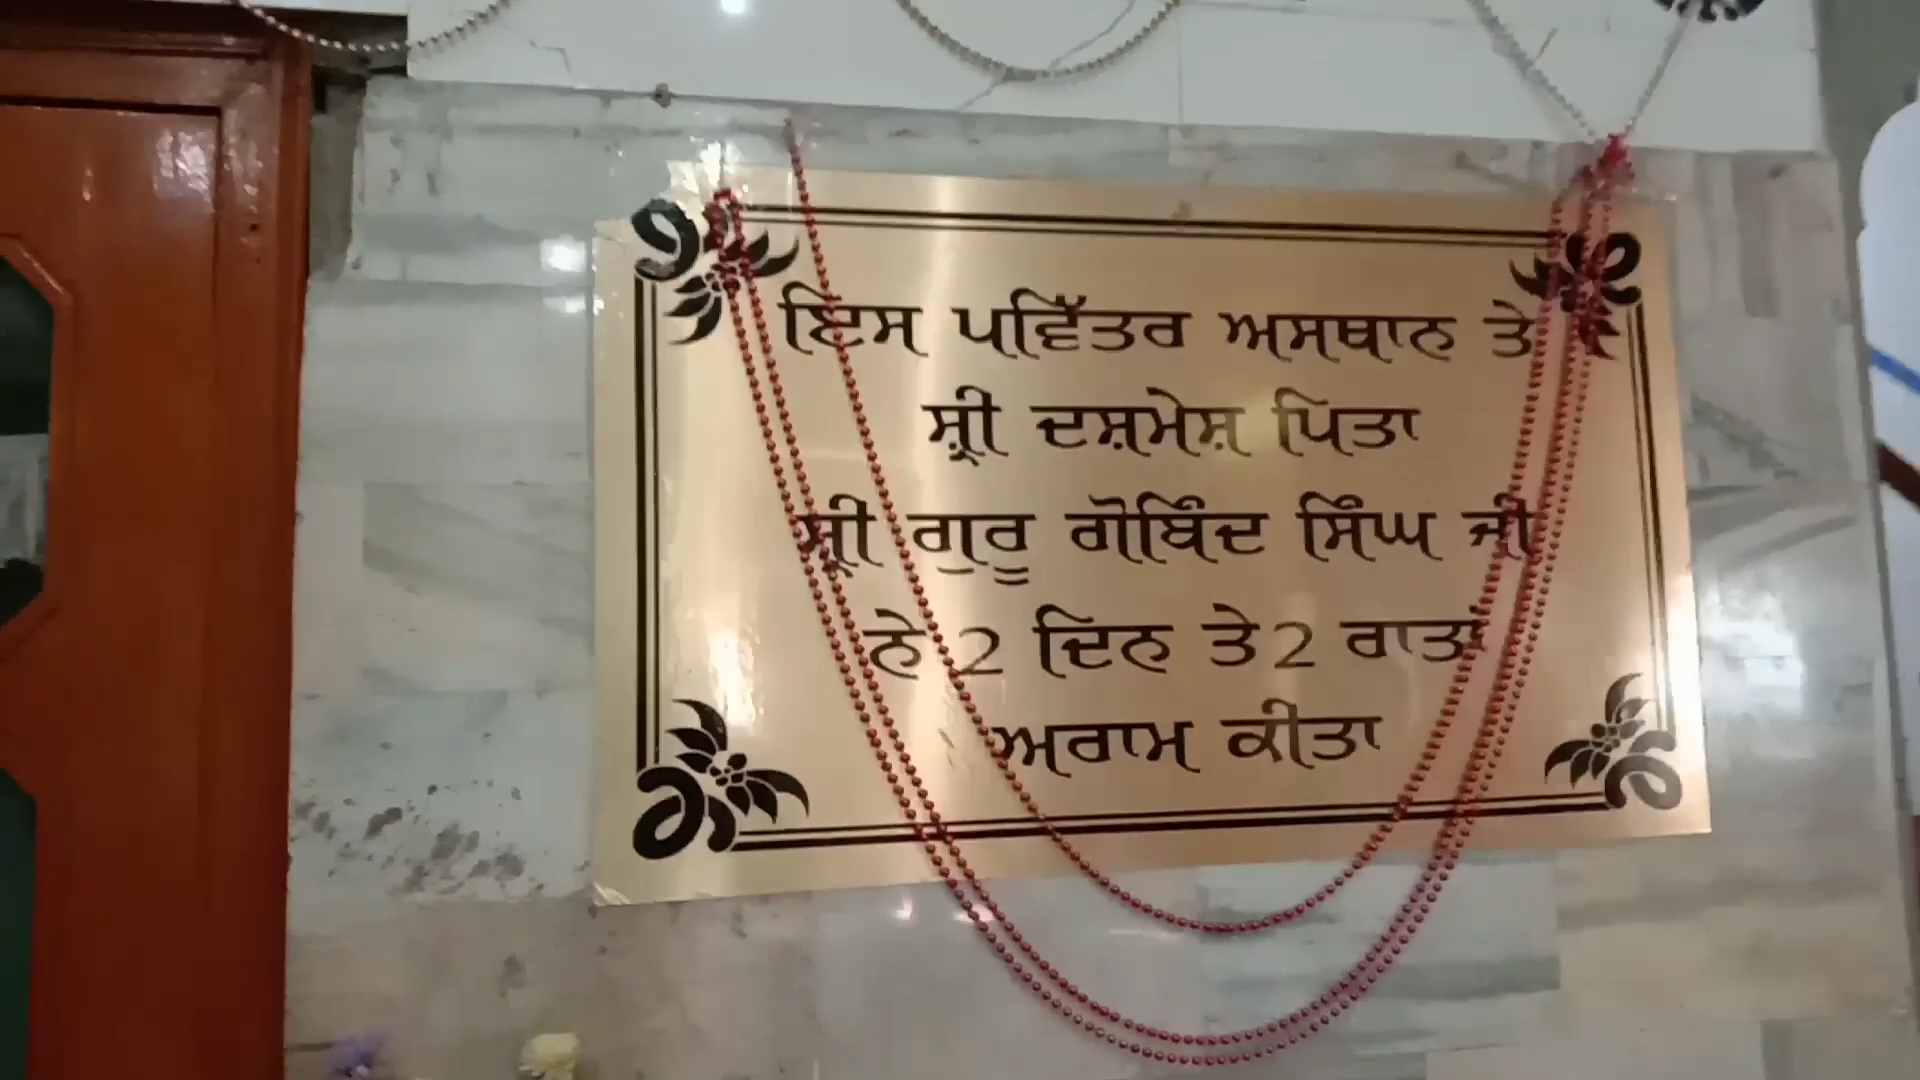 ਇਸ ਪਵਿੱਤਰ ਅਸਥਾਨ ਤੇ
ਸ਼੍ਰੀ ਦਸ਼ਮੇਸ਼ ਪਿਤਾ
ਸ਼੍ਰੀ ਗੁਰੂ ਗੋਬਿੰਦ ਸਿੰਘ ਜੀ
ਨੇ 2 ਦਿਨ ਤੇ 2 ਰਾਤਾਂ
ਅਰਾਮ ਕੀਤਾ